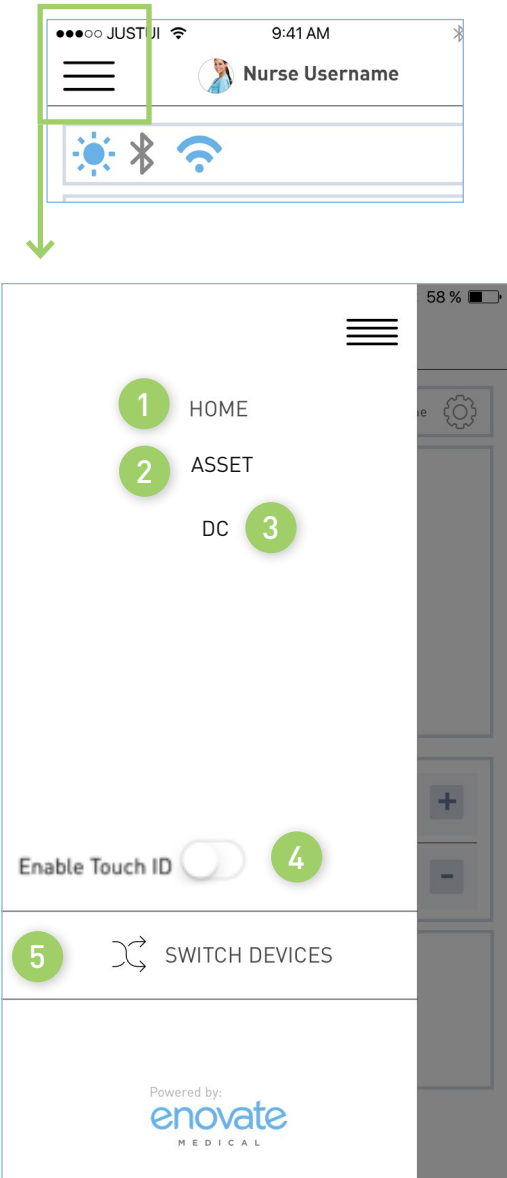 JUSTUI 9:41 AM
Nurse Username
58 %
1 HOME
2 ASSET
DC 3
Enable Touch ID 4
5 SWITCH DEVICES
Powered by:
enovate
MEDICAL